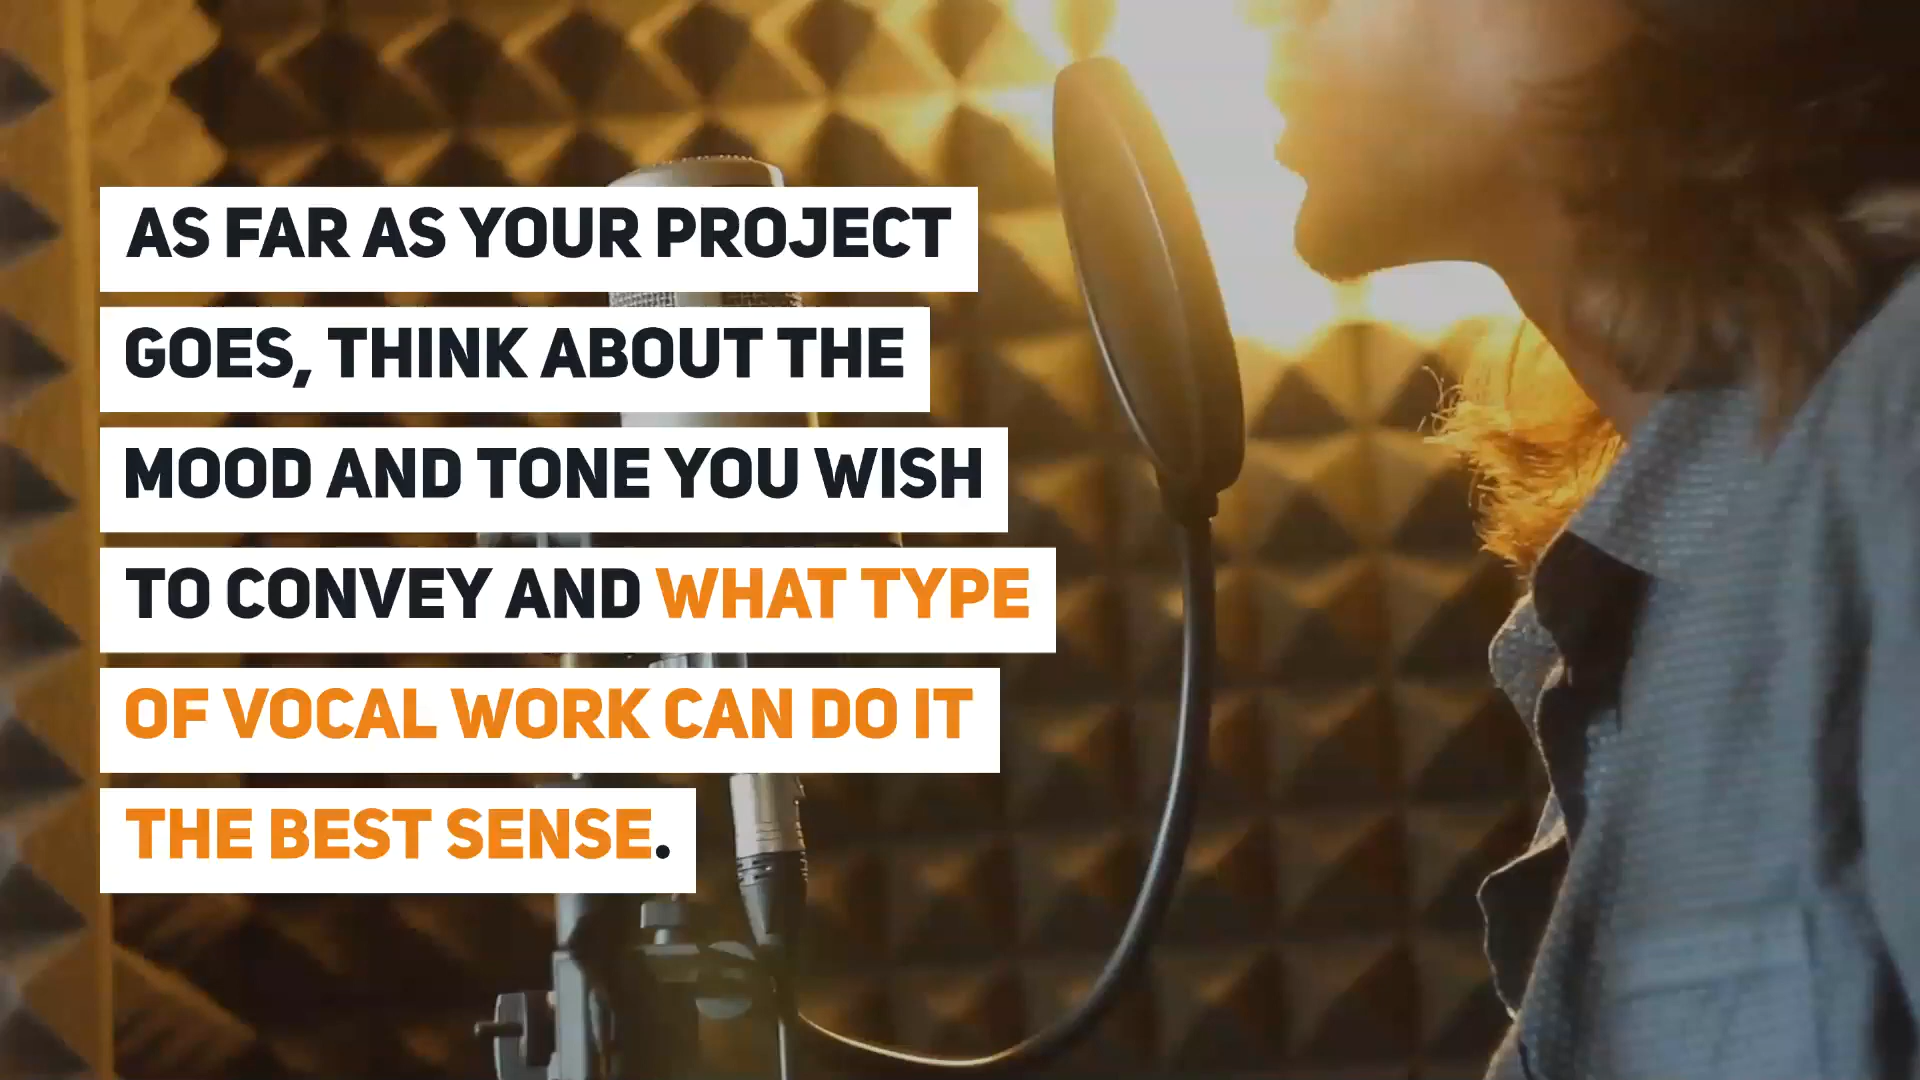 AS FAR AS YOUR PROJECT
GOES, THINK ABOUT THE
MOOD AND TONE YOU WISH
TO CONVEY AND WHAT TYPE
OF VOCAL WORK CAN DO IT
THE BEST SENSE.